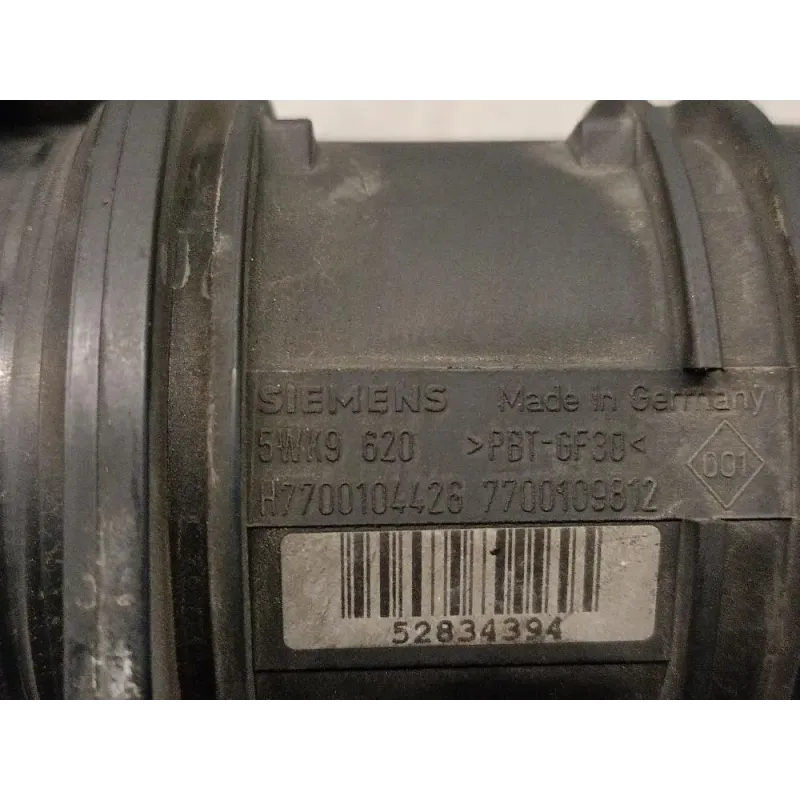 SIEMENS Made in Germany
5WK9 620 >PBT-GF30<
001
H7700104426 7700109812
52834394